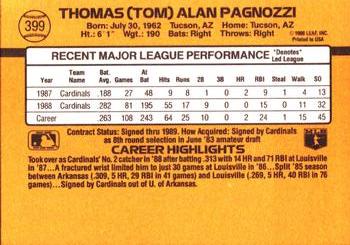 399
THOMAS (TOM) ALAN PAGNOZZI
© 1988 LEAF, INC.
PRINTED IN USA
Born: July 30, 1962 Tucson, AZ Home: Tucson, AZ
Ht.: 6' 1" Wgt.: 190 Bats: Right Throws: Right
RECENT MAJOR LEAGUE PERFORMANCE *Denotes* Led League
Year Team Name BAvg Games At Bat Hits Runs 2B 3B HR RBI Steal Walk SO
1987 Cardinals .188 27 48 9 8 1 0 2 9 1 4 13
1988 Cardinals .282 81 195 55 17 9 0 0 15 0 11 32
Career .263 108 243 64 25 10 0 2 24 1 15 45
Contract Status: Signed thru 1989. How Acquired: Signed by Cardinals
as 8th round selection in June '83 amateur draft
CAREER HIGHLIGHTS
Took over as Cardinals' No. 2 catcher in '88 after batting .313 with 14 HR and 71 RBI at Louisville
in '87... A fractured wrist limited him to just 30 games at Louisville in '86... Split '85 season
between Arkansas (.309, 5 HR, 29 RBI in 41 games) and Louisville (.269, 5 HR, 40 RBI in 76
games)... Signed by Cardinals out of U. of Arkansas.